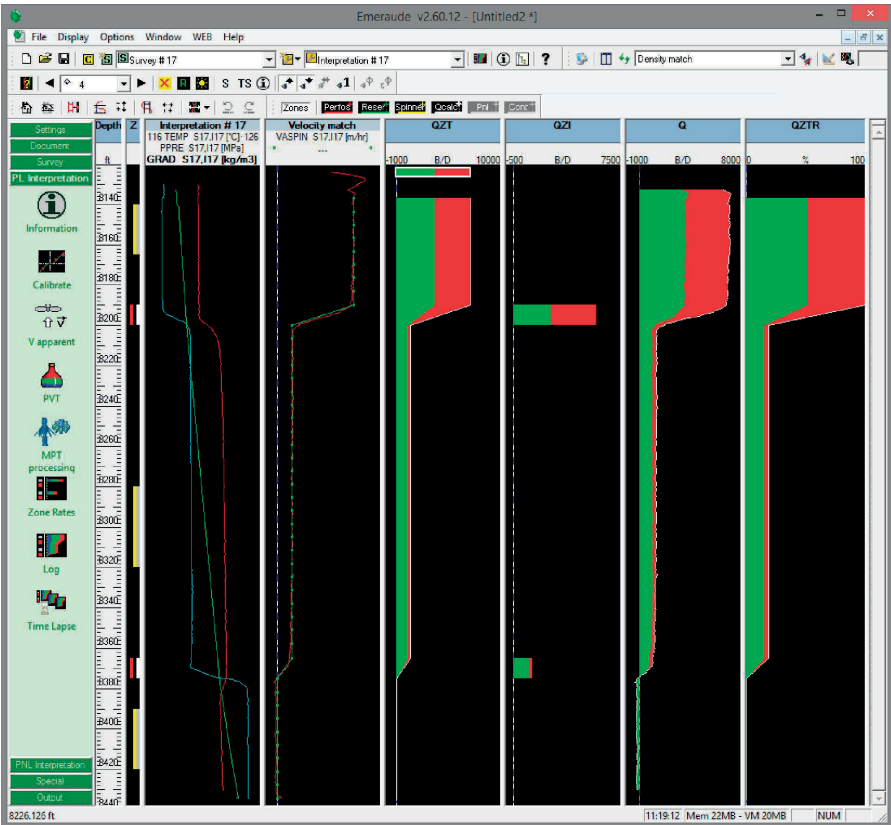 Emeraude v2.60.12 - [Untitled2 *]
File Display Options Window WEB Help
Survey # 17
Interpretation # 17
Density match
4
S TS
Zones Perfos Spinner Qcalc Pnl Cont
Settings
Document
Survey
PL Interpretation
Information
Calibrate
V apparent
PVT
MPT
processing
Zone Rates
Log
Time Lapse
PNL Interpretation
Special
Output
Depth
ft
Z
Interpretation # 17
116 TEMP S17,I17 [°C] 126
PPRE S17,I17 [MPa]
GRAD S17,I17 [kg/m3]
Velocity match
VASPIN S17,I17 [m/hr]
---
QZT
-1000 B/D 10000
QZI
-500 B/D 7500
Q
-1000 B/D 8000
QZTR
0 % 100
8140
8160
8180
8200
8220
8240
8260
8280
8300
8320
8340
8360
8380
8400
8420
8440
8226.126 ft
11:19:12 Mem 22MB - VM 20MB NUM